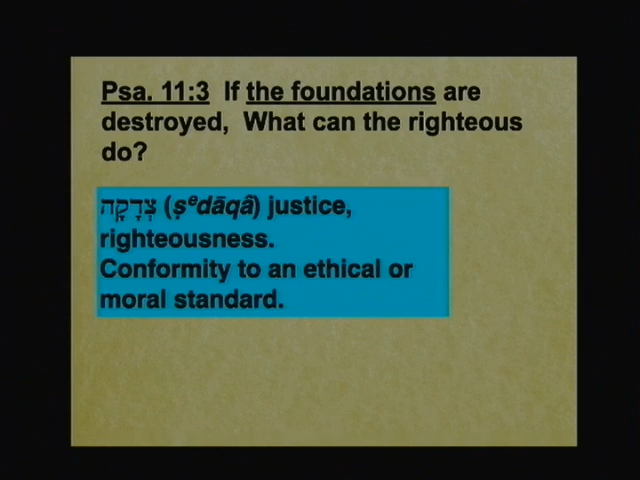 Psa. 11:3  If the foundations are
destroyed,  What can the righteous
do?
צְדָקָה (ṣᵉdāqâ) justice,
righteousness.
Conformity to an ethical or
moral standard.